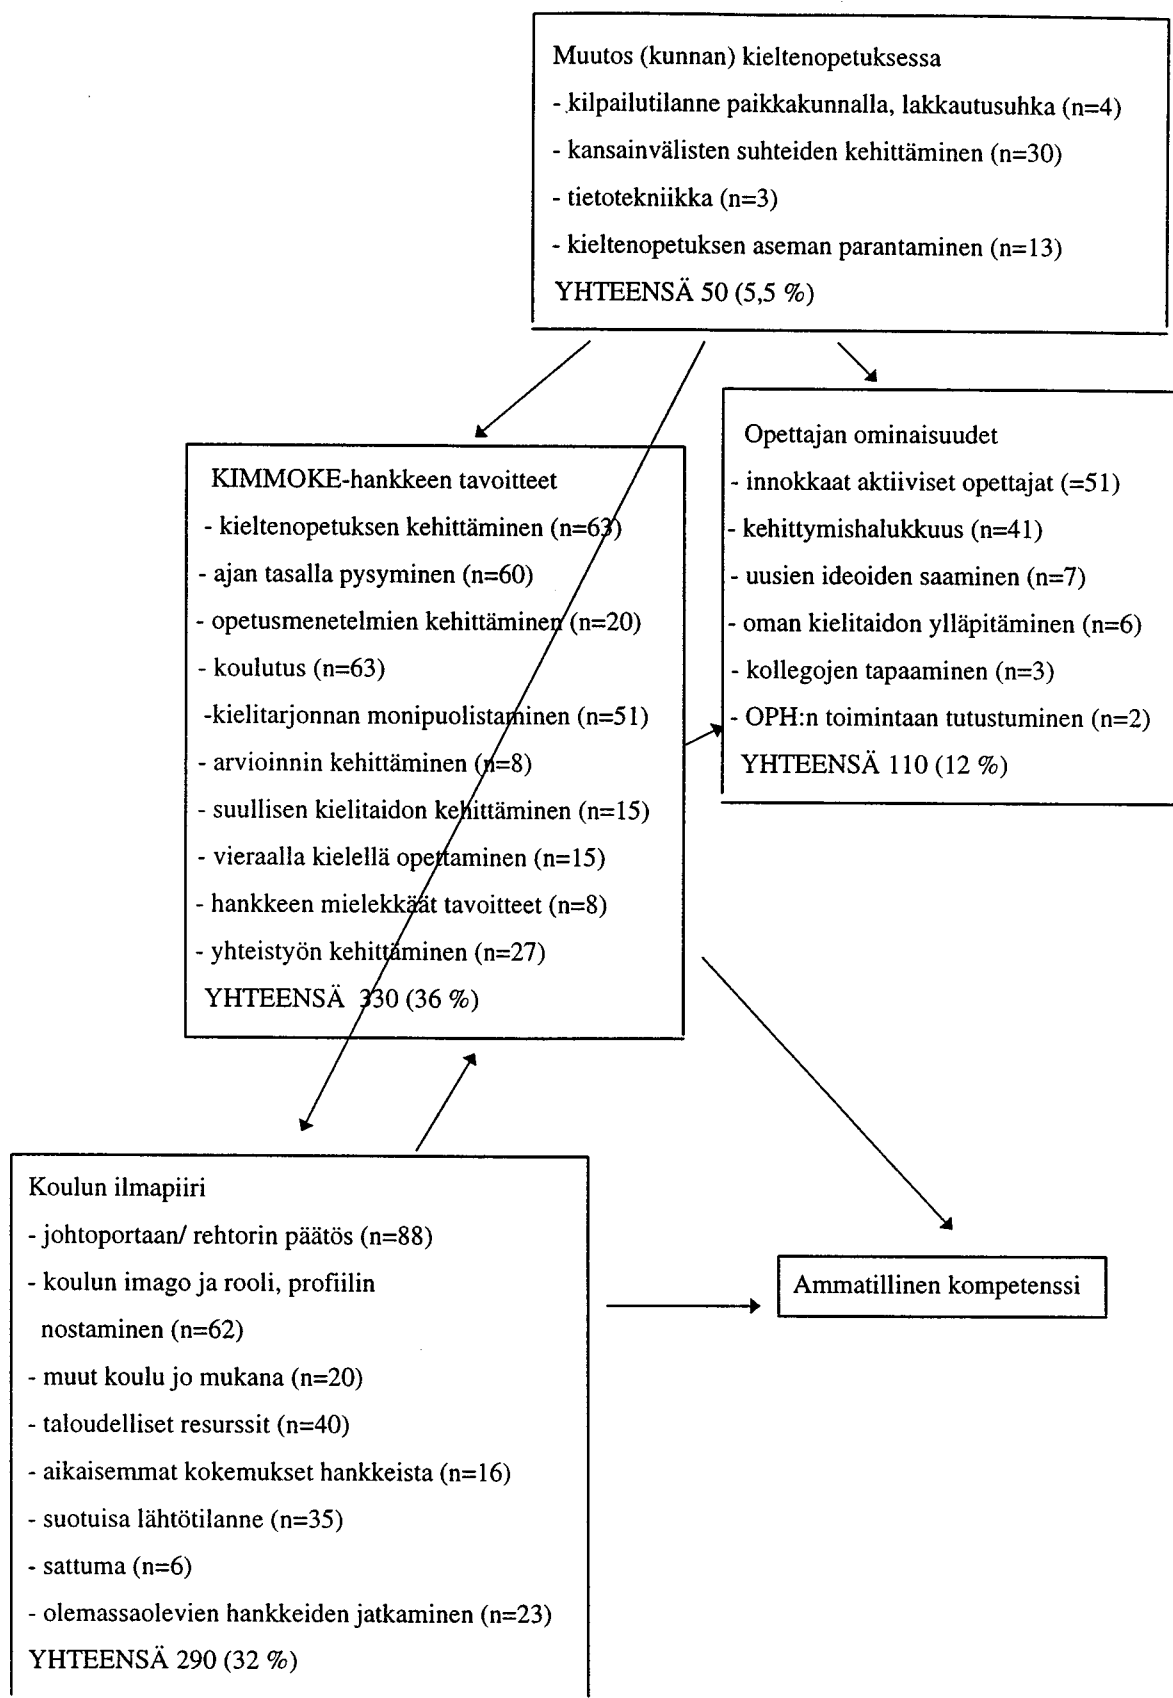 Muutos (kunnan) kieltenopetuksessa
- kilpailutilanne paikkakunnalla, lakkautusuhka (n=4)
- kansainvälisten suhteiden kehittäminen (n=30)
- tietotekniikka (n=3)
- kieltenopetuksen aseman parantaminen (n=13)
YHTEENSÄ 50 (5,5 %)
KIMMOKE-hankkeen tavoitteet
- kieltenopetuksen kehittäminen (n=63)
- ajan tasalla pysyminen (n=60)
- opetusmenetelmien kehittäminen (n=20)
- koulutus (n=63)
-kielitarjonnan monipuolistaminen (n=51)
- arvioinnin kehittäminen (n=8)
- suullisen kielitaidon kehittäminen (n=15)
- vieraalla kielellä opettaminen (n=15)
- hankkeen mielekkäät tavoitteet (n=8)
- yhteistyön kehittäminen (n=27)
YHTEENSÄ 330 (36 %)
Opettajan ominaisuudet
- innokkaat aktiiviset opettajat (=51)
- kehittymishalukkuus (n=41)
- uusien ideoiden saaminen (n=7)
- oman kielitaidon ylläpitäminen (n=6)
- kollegojen tapaaminen (n=3)
- OPH:n toimintaan tutustuminen (n=2)
YHTEENSÄ 110 (12 %)
Koulun ilmapiiri
- johtoportaan/ rehtorin päätös (n=88)
- koulun imago ja rooli, profiilin
nostaminen (n=62)
- muut koulu jo mukana (n=20)
- taloudelliset resurssit (n=40)
- aikaisemmat kokemukset hankkeista (n=16)
- suotuisa lähtötilanne (n=35)
- sattuma (n=6)
- olemassaolevien hankkeiden jatkaminen (n=23)
YHTEENSÄ 290 (32 %)
Ammatillinen kompetenssi